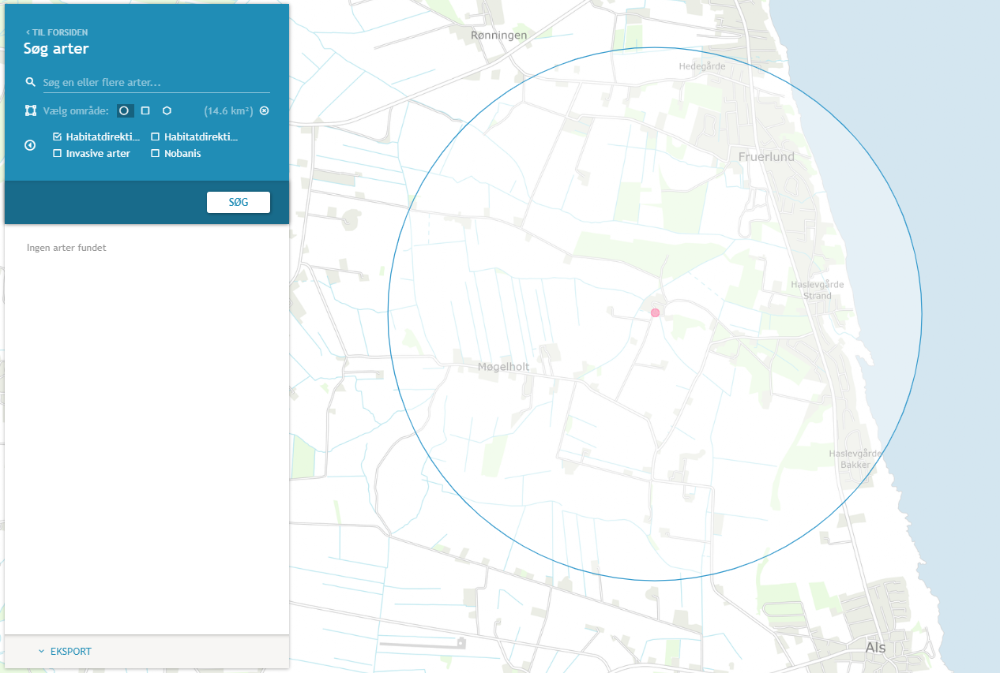 ‹ TIL FORSIDEN
Søg arter
Søg en eller flere arter...
Vælg område: (14.6 km²)
Habitatdirekti... Habitatdirekti...
Invasive arter Nobanis
SØG
Ingen arter fundet
EKSPORT
Rønningen
Hedegårde
Fruerlund
Haslevgårde
Strand
Møgelholt
Haslevgårde
Bakker
Als